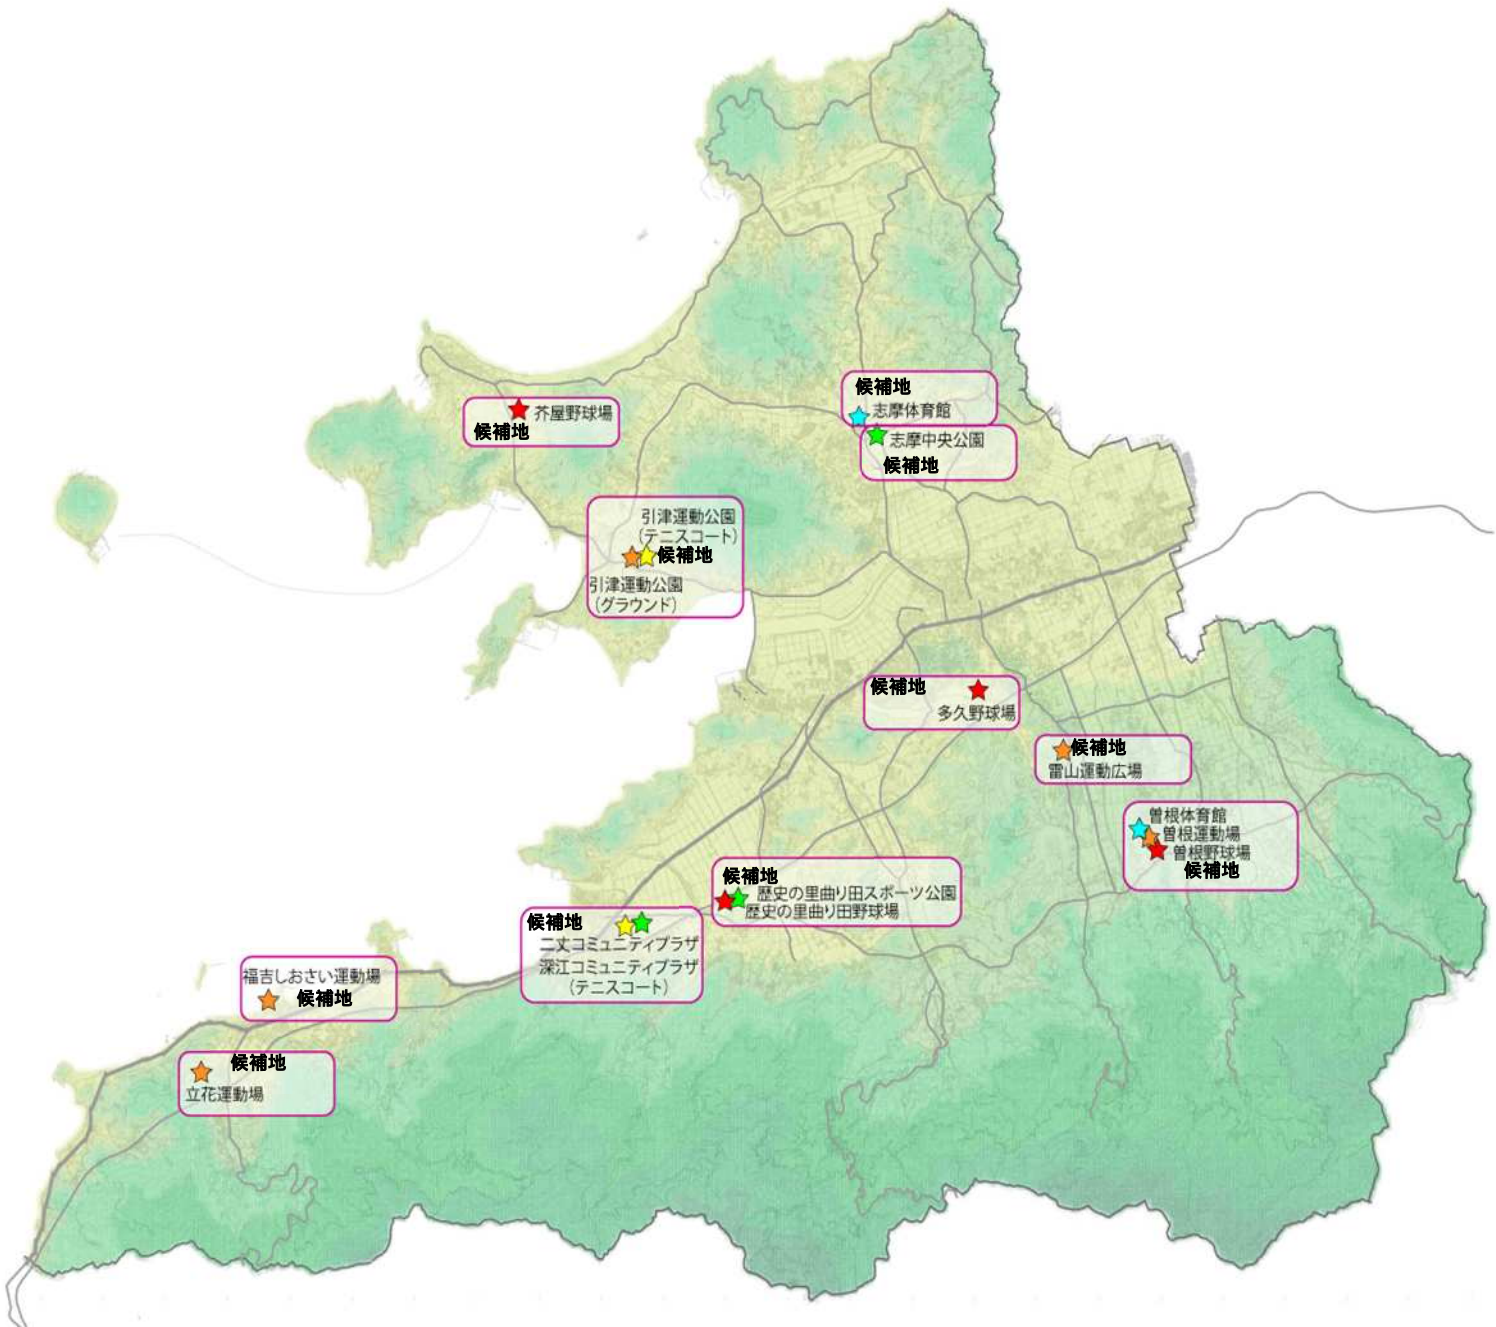 候補地
志摩体育館
志摩中央公園
候補地
芥屋野球場
候補地
引津運動公園
(テニスコート)
候補地
引津運動公園
(グラウンド)
候補地
多久野球場
候補地
雷山運動広場
曽根体育館
曽根運動場
曽根野球場
候補地
候補地
歴史の里曲り田スポーツ公園
歴史の里曲り田野球場
候補地
二丈コミュニティプラザ
深江コミュニティプラザ
(テニスコート)
福吉しおさい運動場
候補地
候補地
立花運動場